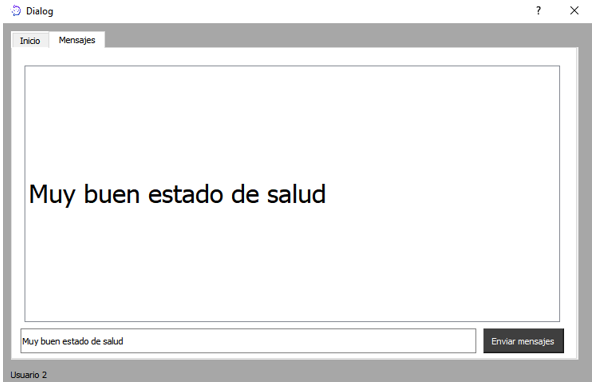 Dialog
Inicio Mensajes
Muy buen estado de salud
Muy buen estado de salud Enviar mensajes
Usuario 2